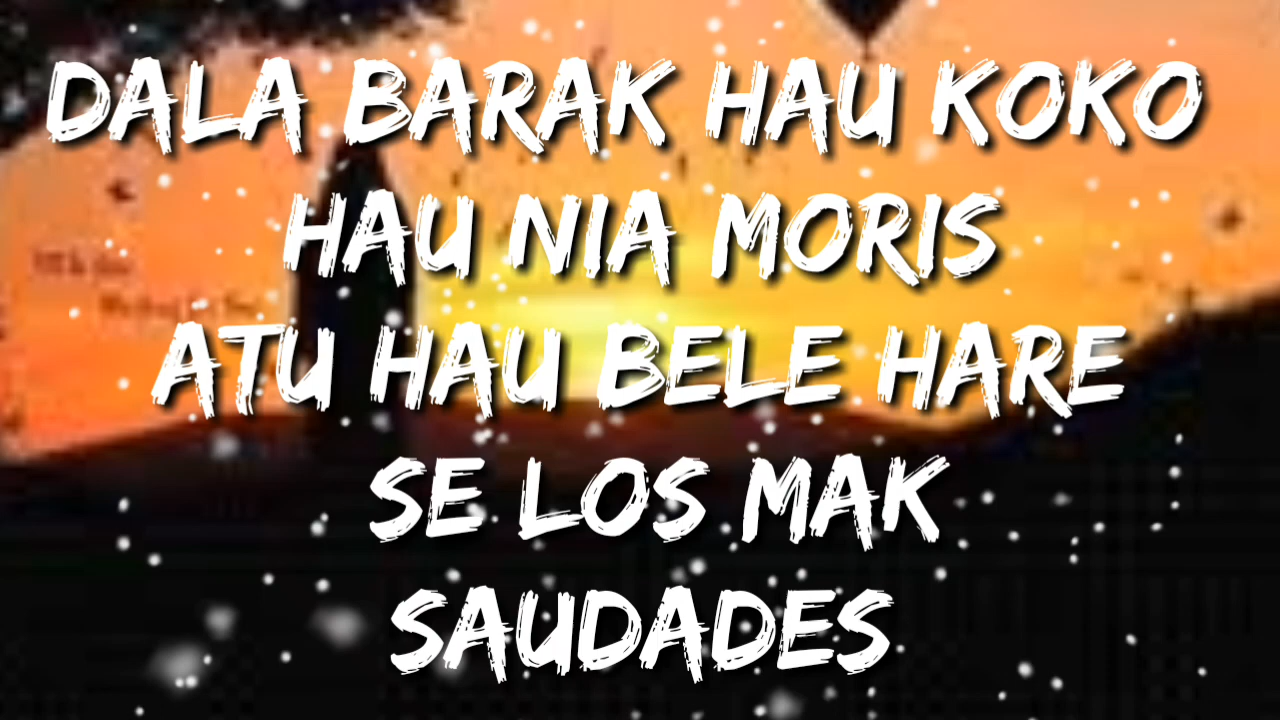 DALA BARAK HAU KOKO
HAU NIA MORIS
ATU HAU BELE HARE
SE LOS MAK
SAUDADES